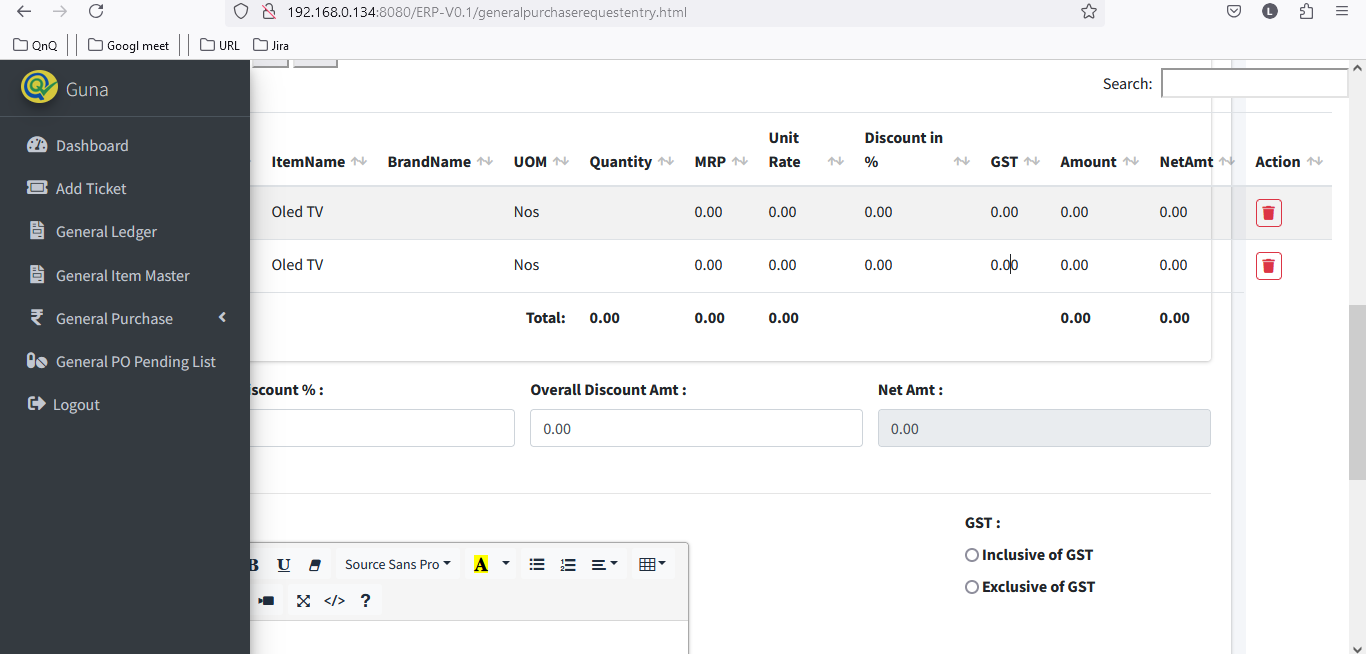 192.168.0.134:8080/ERP-V0.1/generalpurchaserequestentry.html
L
QnQ Googl meet URL Jira
Guna
Dashboard
Add Ticket
General Ledger
General Item Master
General Purchase
General PO Pending List
Logout
Search:
ItemName BrandName UOM Quantity MRP Unit Rate Discount in % GST Amount NetAmt Action
Oled TV Nos 0.00 0.00 0.00 0.00 0.00 0.00
Oled TV Nos 0.00 0.00 0.00 0.00 0.00 0.00
Total: 0.00 0.00 0.00 0.00 0.00
iscount % : Overall Discount Amt : Net Amt :
0.00 0.00
GST :
Inclusive of GST
Exclusive of GST
B U Source Sans Pro A
</> ?